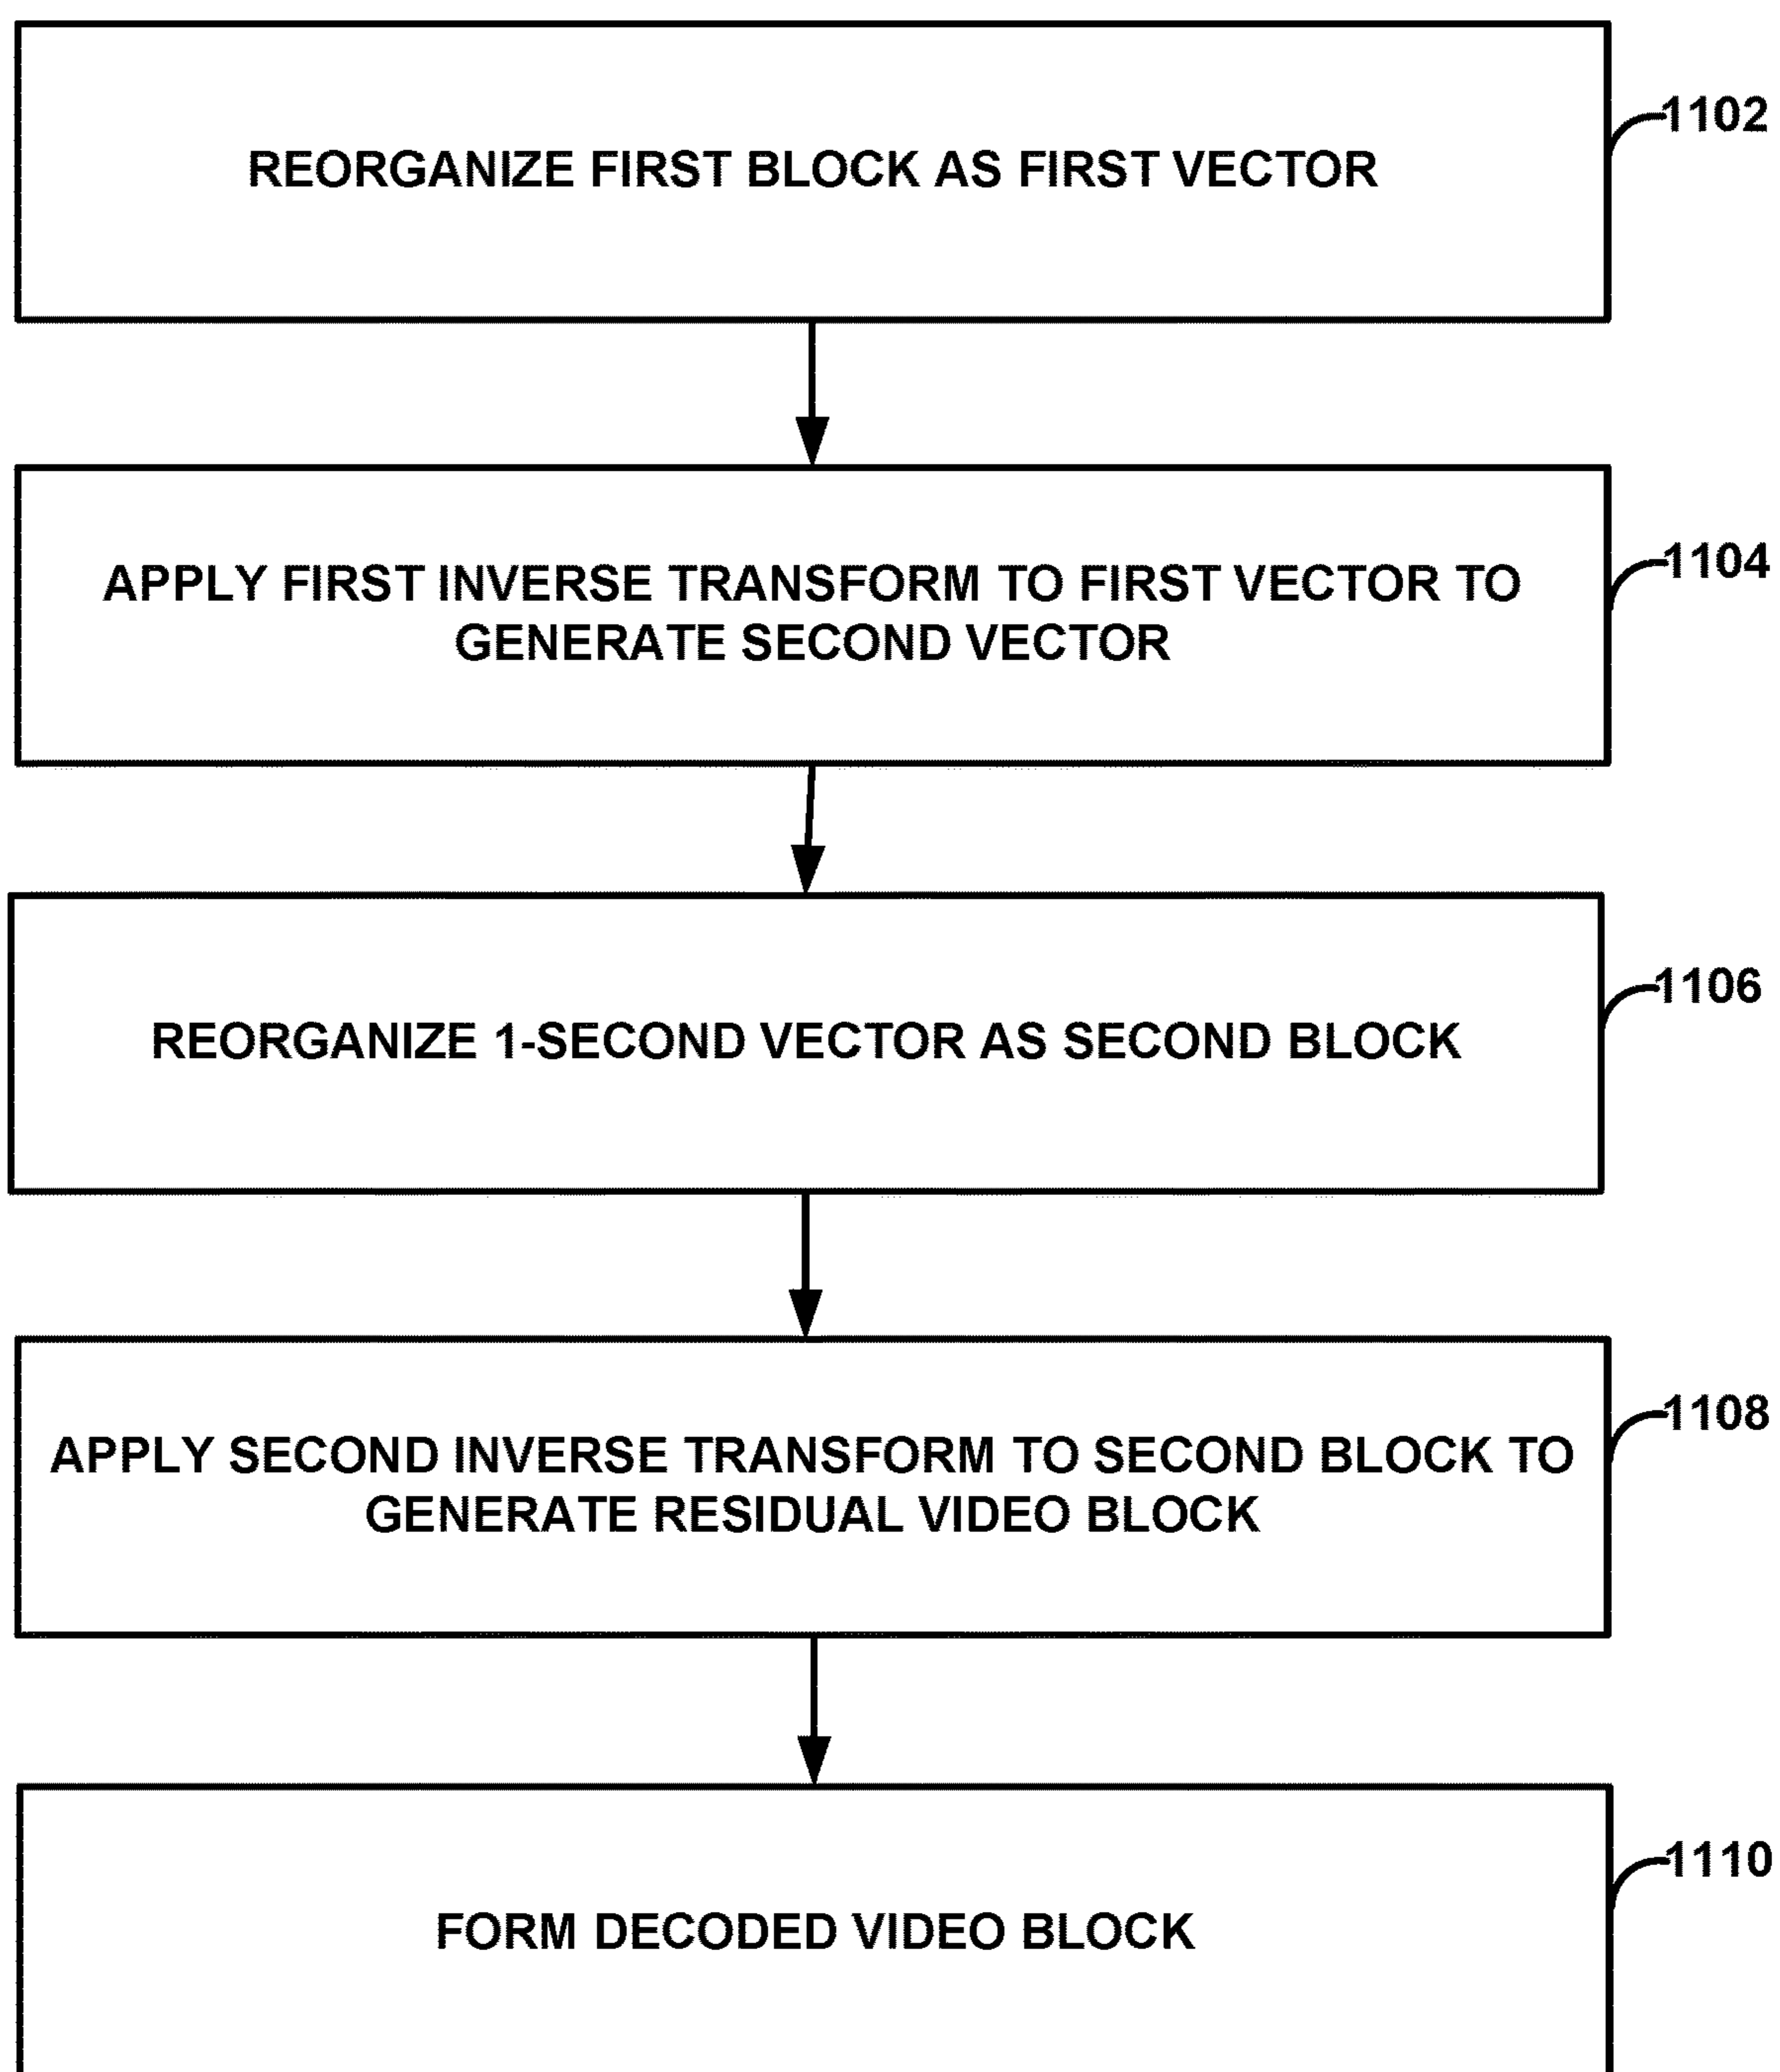 REORGANIZE FIRST BLOCK AS FIRST VECTOR
1102
APPLY FIRST INVERSE TRANSFORM TO FIRST VECTOR TO
GENERATE SECOND VECTOR
1104
REORGANIZE 1-SECOND VECTOR AS SECOND BLOCK
1106
APPLY SECOND INVERSE TRANSFORM TO SECOND BLOCK TO
GENERATE RESIDUAL VIDEO BLOCK
1108
FORM DECODED VIDEO BLOCK
1110